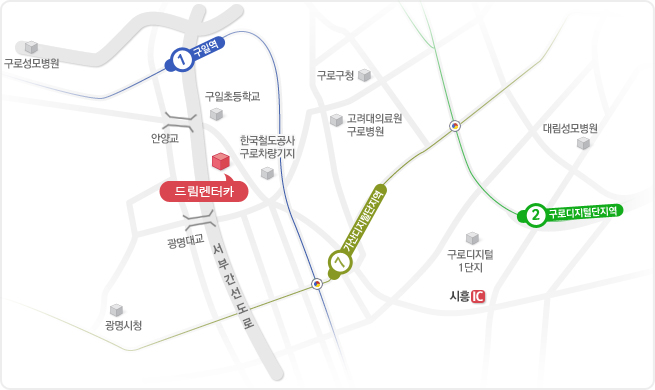 1 구일역
구로성모병원
구로구청
구일초등학교
고려대의료원
구로병원
대림성모병원
안양교
한국철도공사
구로차량기지
드림렌터카
가산디지털단지역
7
2 구로디지털단지역
광명대교
서부간선도로
구로디지털
1단지
시흥IC
광명시청